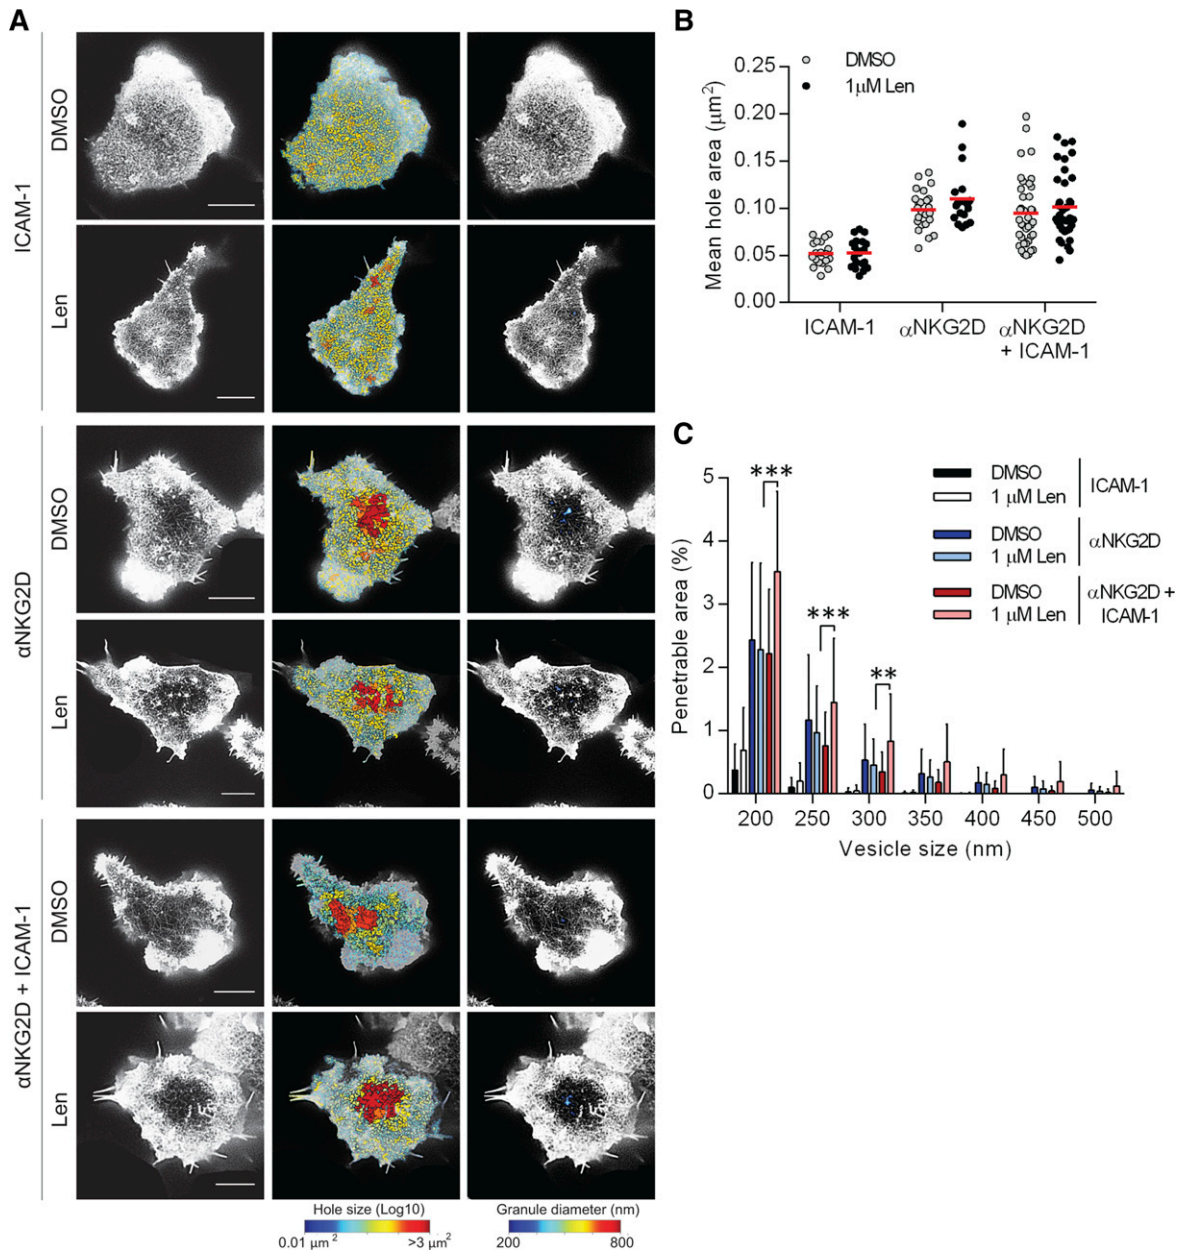 A
ICAM-1
DMSO
Len
αNKG2D
DMSO
Len
αNKG2D + ICAM-1
DMSO
Len
Hole size (Log10)
0.01 µm²
>3 µm²
Granule diameter (nm)
200
800
B
DMSO
1µM Len
Mean hole area (µm²)
0.25
0.20
0.15
0.10
0.05
0.00
ICAM-1
αNKG2D
αNKG2D
+ ICAM-1
C
DMSO
1 µM Len
ICAM-1
DMSO
1 µM Len
αNKG2D
DMSO
1 µM Len
αNKG2D +
ICAM-1
***
***
**
Penetrable area (%)
5
4
3
2
1
0
200 250 300 350 400 450 500
Vesicle size (nm)